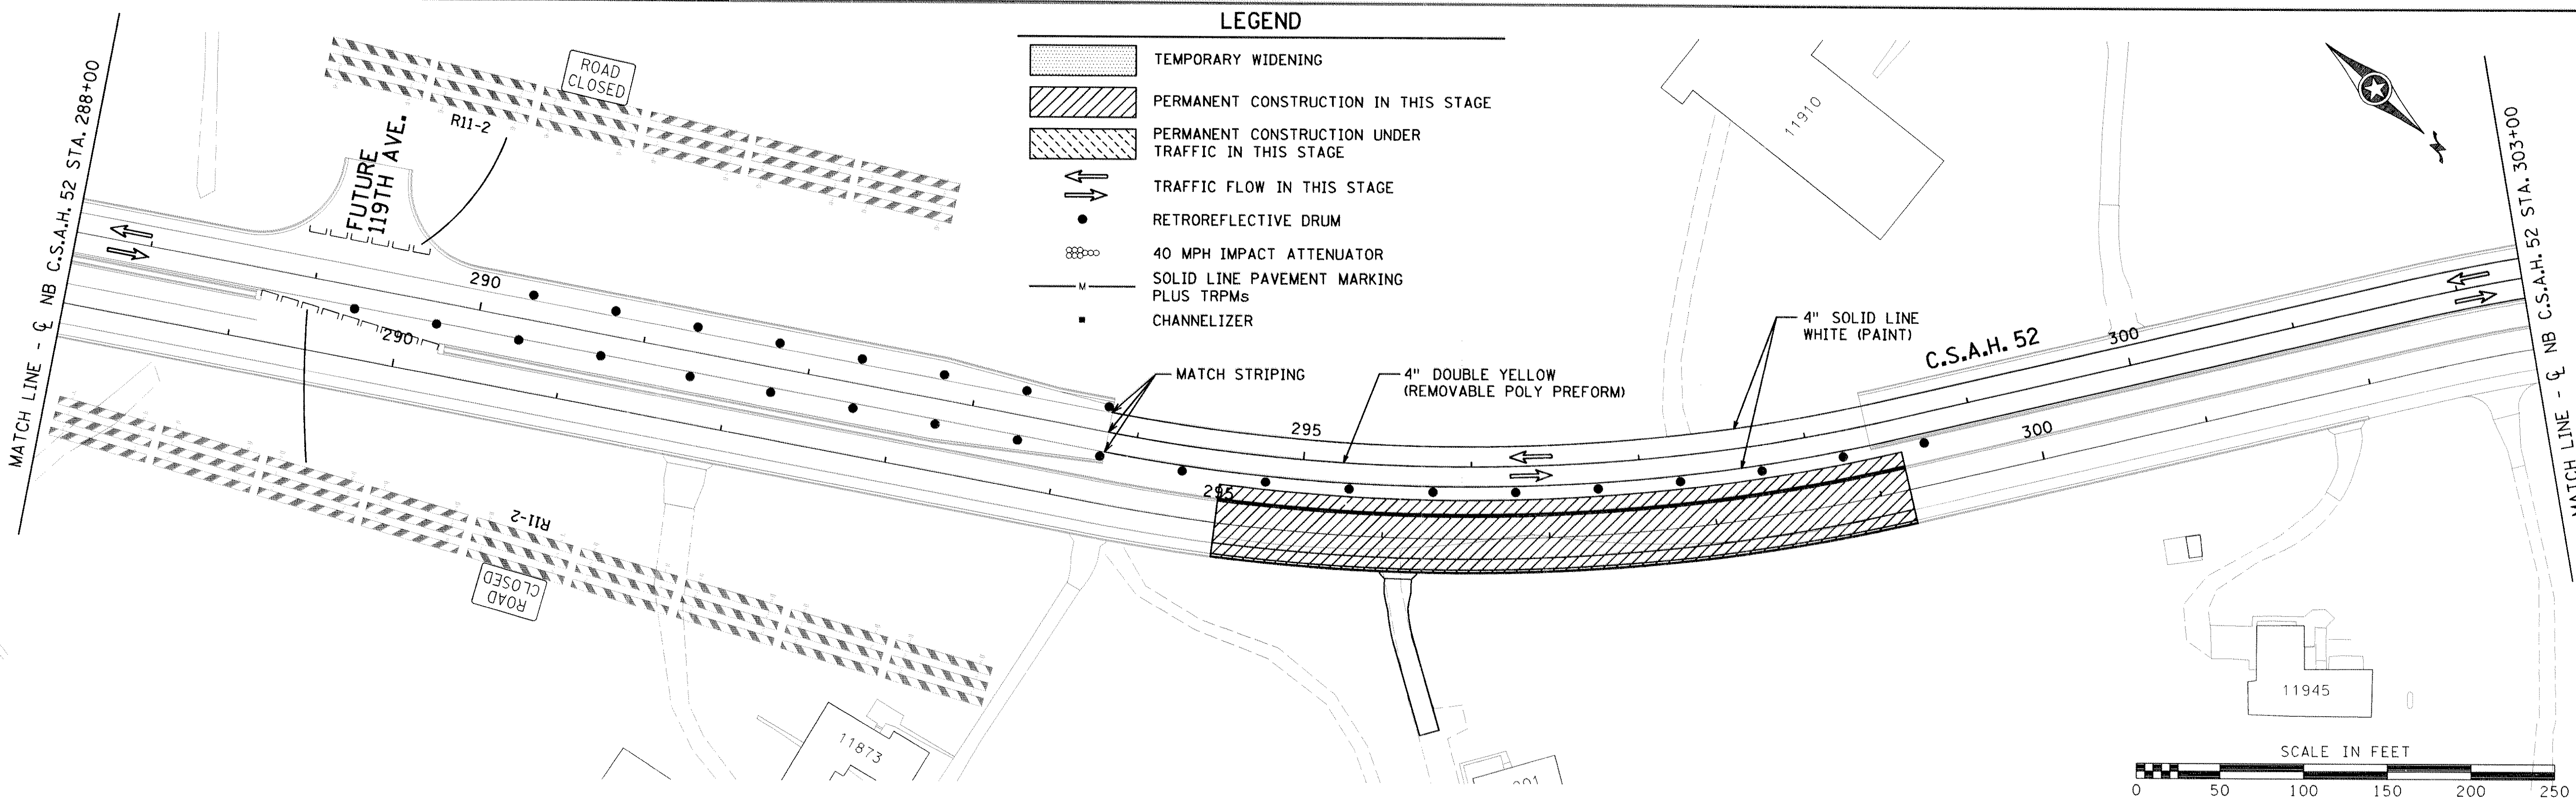 LEGEND
TEMPORARY WIDENING
PERMANENT CONSTRUCTION IN THIS STAGE
PERMANENT CONSTRUCTION UNDER
TRAFFIC IN THIS STAGE
TRAFFIC FLOW IN THIS STAGE
RETROREFLECTIVE DRUM
40 MPH IMPACT ATTENUATOR
M
SOLID LINE PAVEMENT MARKING
PLUS TRPMs
CHANNELIZER
MATCH LINE - ℄ NB C.S.A.H. 52 STA. 288+00
ROAD
CLOSED
R11-2
FUTURE
119TH AVE.
290
290
MATCH STRIPING
4" DOUBLE YELLOW
(REMOVABLE POLY PREFORM)
4" SOLID LINE
WHITE (PAINT)
295
295
C.S.A.H. 52
300
300
11910
MATCH LINE - ℄ NB C.S.A.H. 52 STA. 303+00
R11-2
ROAD
CLOSED
11873
11945
SCALE IN FEET
0 50 100 150 200 250